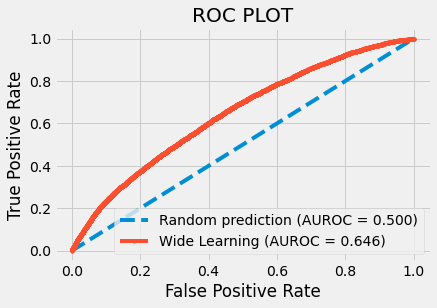 ROC PLOT
1.0
0.8
0.6
0.4
0.2
0.0
True Positive Rate
Random prediction (AUROC = 0.500)
Wide Learning (AUROC = 0.646)
0.0 0.2 0.4 0.6 0.8 1.0
False Positive Rate